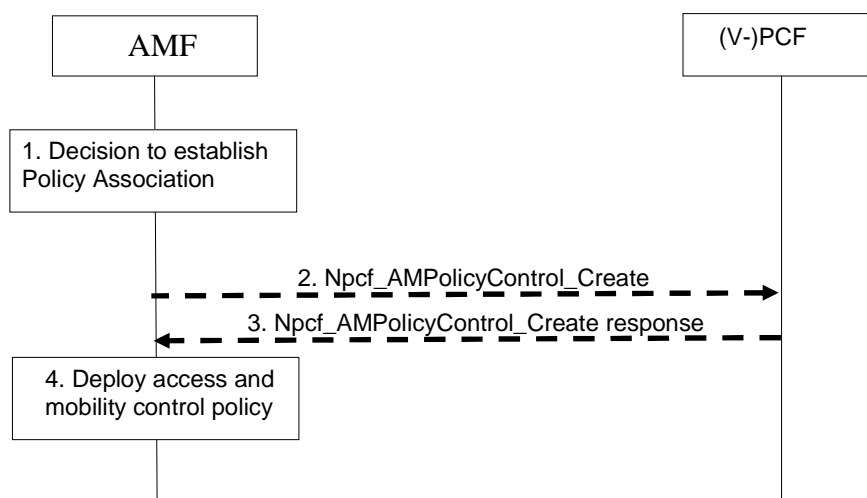 AMF
(V-)PCF
1. Decision to establish
Policy Association
2. Npcf_AMPolicyControl_Create
3. Npcf_AMPolicyControl_Create response
4. Deploy access and
mobility control policy